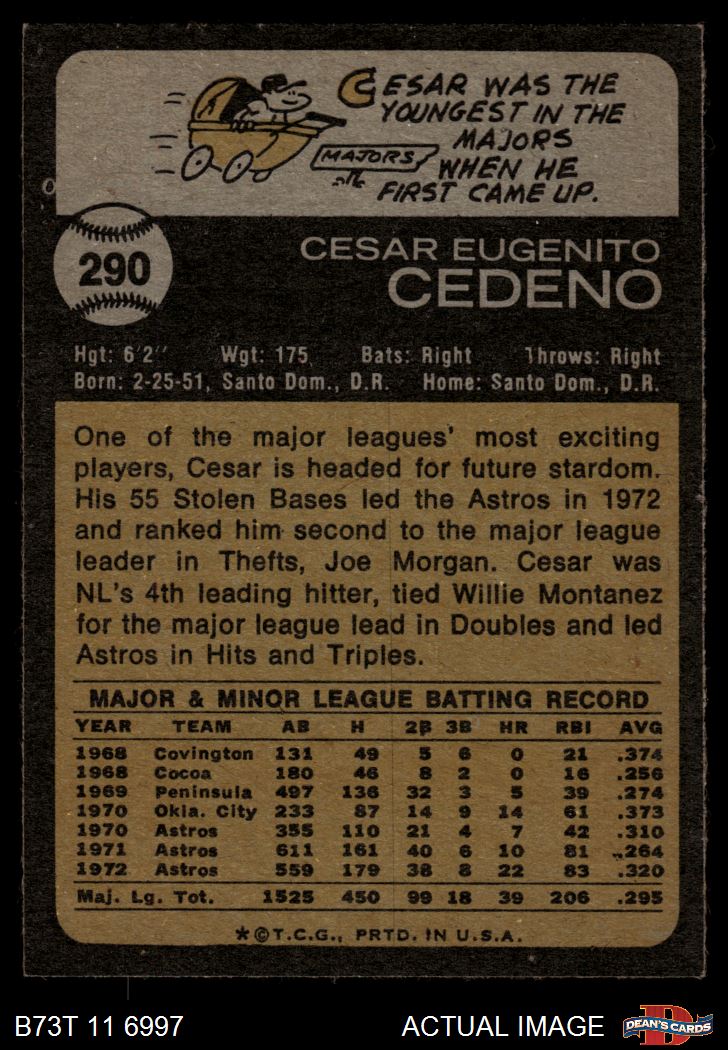 CESAR WAS THE
YOUNGEST IN THE
MAJORS
WHEN HE
FIRST CAME UP.
MAJORS
290
CESAR EUGENITO
CEDENO
Hgt: 6'2" Wgt: 175 Bats: Right Throws: Right
Born: 2-25-51, Santo Dom., D.R. Home: Santo Dom., D.R.
One of the major leagues' most exciting
players, Cesar is headed for future stardom.
His 55 Stolen Bases led the Astros in 1972
and ranked him second to the major league
leader in Thefts, Joe Morgan. Cesar was
NL's 4th leading hitter, tied Willie Montanez
for the major league lead in Doubles and led
Astros in Hits and Triples.
MAJOR & MINOR LEAGUE BATTING RECORD
YEAR TEAM AB H 2B 3B HR RBI AVG
1968 Covington 131 49 5 6 0 21 .374
1968 Cocoa 180 46 8 2 0 16 .256
1969 Peninsula 497 136 32 3 5 39 .274
1970 Okla. City 233 87 14 9 14 61 .373
1970 Astros 355 110 21 4 7 42 .310
1971 Astros 611 161 40 6 10 81 .264
1972 Astros 559 179 38 8 22 83 .320
Maj. Lg. Tot. 1525 450 99 18 39 206 .295
*©T.C.G., PRTD. IN U.S.A.
B73T 11 6997 ACTUAL IMAGE
D
DEAN'S CARDS